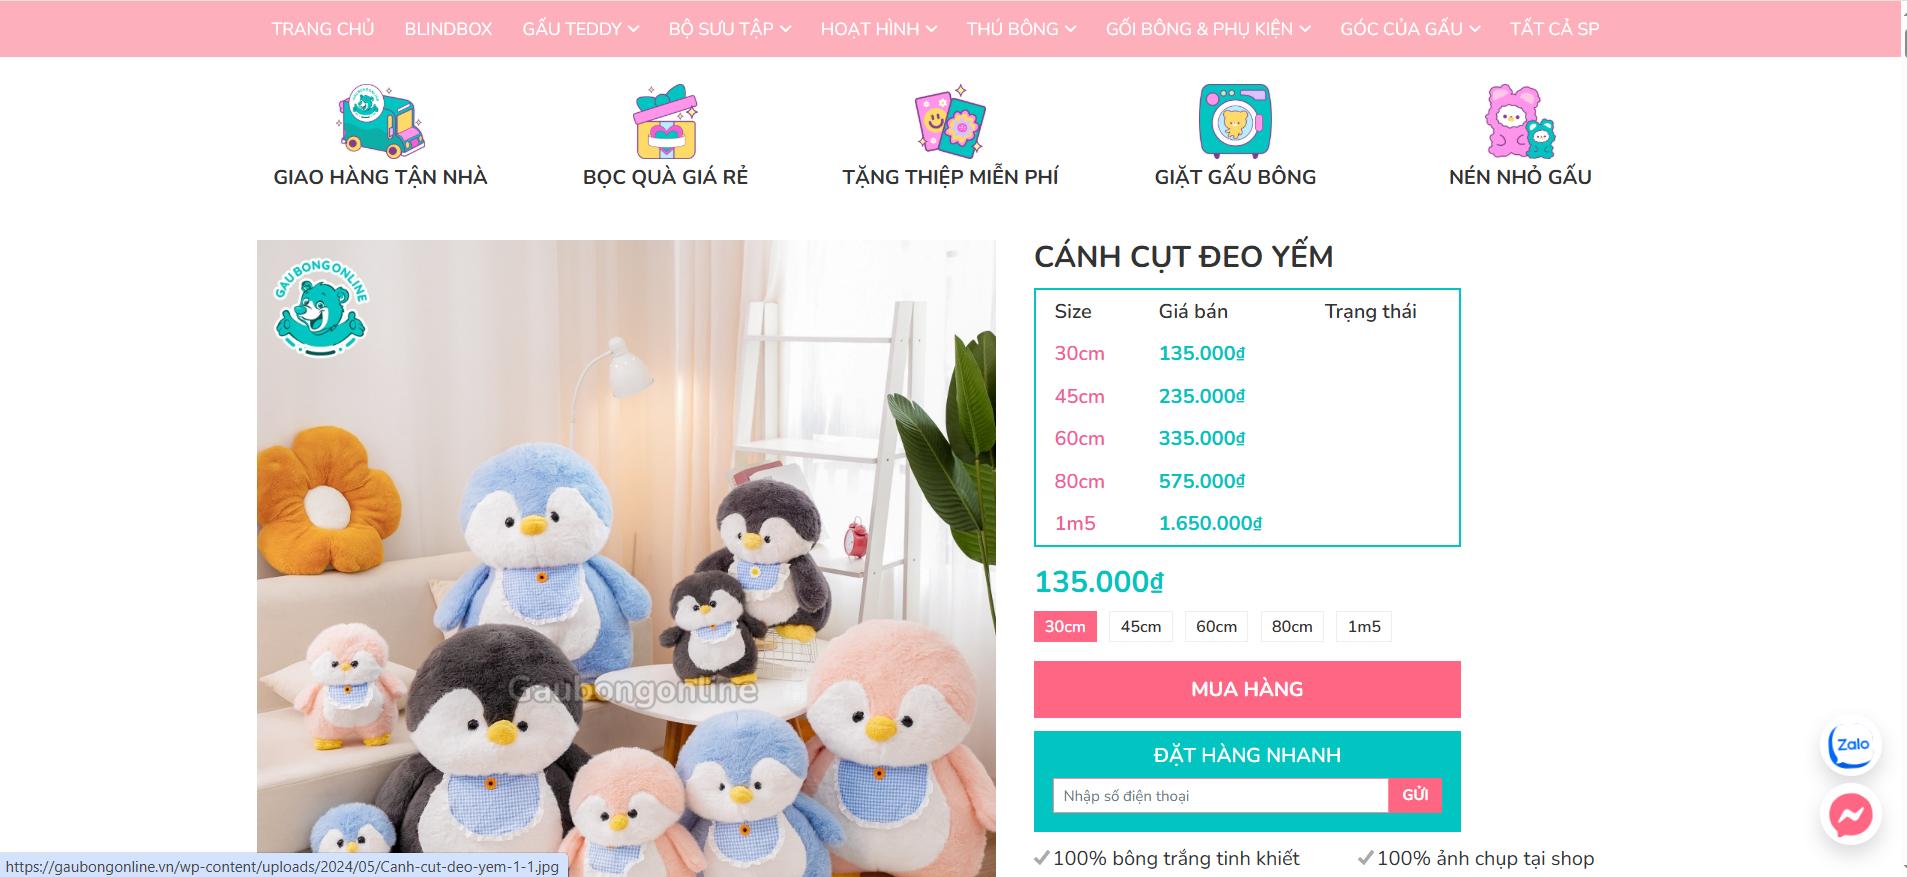 TRANG CHỦ BLINDBOX GẤU TEDDY BỘ SƯU TẬP HOẠT HÌNH THÚ BÔNG GỐI BÔNG & PHỤ KIỆN GÓC CỦA GẤU TẤT CẢ SP
GIAO HÀNG TẬN NHÀ BỌC QUÀ GIÁ RẺ TẶNG THIỆP MIỄN PHÍ GIẶT GẤU BÔNG NÉN NHỎ GẤU
GAUBONGONLINE
Gaubongonline
CÁNH CỤT ĐEO YẾM
Size Giá bán Trạng thái
30cm 135.000₫
45cm 235.000₫
60cm 335.000₫
80cm 575.000₫
1m5 1.650.000₫
135.000₫
30cm 45cm 60cm 80cm 1m5
MUA HÀNG
ĐẶT HÀNG NHANH
Nhập số điện thoại GỬI
100% bông trắng tinh khiết 100% ảnh chụp tại shop
Zalo
https://gaubongonline.vn/wp-content/uploads/2024/05/Canh-cut-deo-yem-1-1.jpg